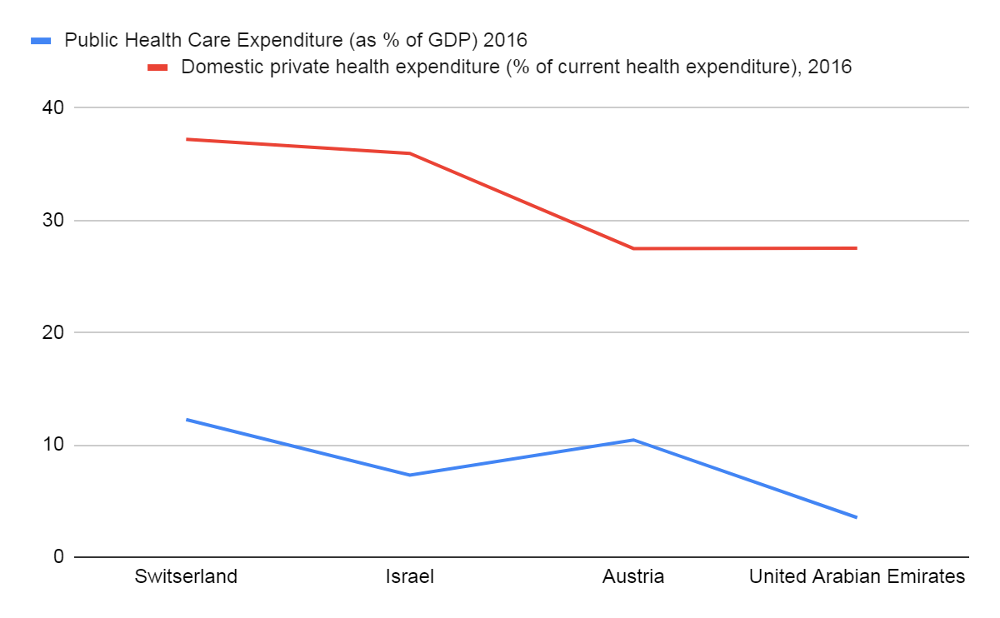 Public Health Care Expenditure (as % of GDP) 2016
Domestic private health expenditure (% of current health expenditure), 2016
40
30
20
10
0
Switserland Israel Austria United Arabian Emirates